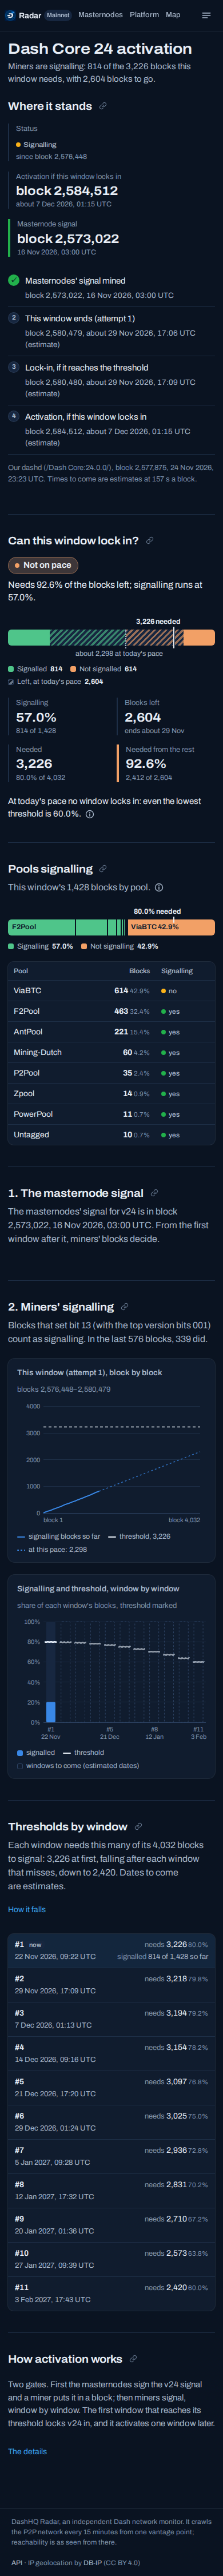 Radar Mainnet Masternodes Platform Map
Dash Core 24 activation
Miners are signaling: 814 of the 3,226 blocks this
window needs, with 2,604 blocks to go.
Where it stands
Status
Signalling
since block 2,576,448
Activation if this window locks in
block 2,584,512
about 7 Dec 2026, 01:15 UTC
Masternode signal
block 2,573,022
16 Nov 2026, 03:00 UTC
Masternodes' signal mined
block 2,573,022, 16 Nov 2026, 03:00 UTC
2 This window ends (attempt 1)
block 2,580,479, about 29 Nov 2026, 17:06 UTC
(estimate)
3 Lock-in, if it reaches the threshold
block 2,580,480, about 29 Nov 2026, 17:09 UTC
(estimate)
4 Activation, if this window locks in
block 2,584,512, about 7 Dec 2026, 01:15 UTC
(estimate)
Our dashd (/Dash Core:24.0.0/), block 2,577,875, 24 Nov 2026,
23:23 UTC. Times to come are estimates at 157 s a block.
Can this window lock in?
Not on pace
Needs 92.6% of the blocks left; signalling runs at
57.0%.
3,226 needed
about 2,298 at today's pace
Signalled 814 Not signalled 614
Left, at today's pace 2,604
Signalling
57.0%
814 of 1,428
Blocks left
2,604
ends about 29 Nov
Needed
3,226
80.0% of 4,032
Needed from the rest
92.6%
2,412 of 2,604
At today's pace no window locks in: even the lowest
threshold is 60.0%.
Pools signalling
This window's 1,428 blocks by pool.
80.0% needed
F2Pool ViaBTC 42.9%
Signalling 57.0% Not signalling 42.9%
Pool Blocks Signalling
ViaBTC 614 42.9% no
F2Pool 463 32.4% yes
AntPool 221 15.4% yes
Mining-Dutch 60 4.2% yes
P2Pool 35 2.4% yes
Zpool 14 0.9% yes
PowerPool 11 0.7% yes
Untagged 10 0.7% yes
1. The masternode signal
The masternodes' signal for v24 is in block
2,573,022, 16 Nov 2026, 03:00 UTC. From the first
window after it, miners' blocks decide.
2. Miners' signalling
Blocks that set bit 13 (with the top version bits 001)
count as signalling. In the last 576 blocks, 339 did.
This window (attempt 1), block by block
blocks 2,576,448–2,580,479
4000
3000
2000
1000
0
block 1 block 4,032
signalling blocks so far threshold, 3,226
at this pace: 2,298
Signalling and threshold, window by window
share of each window's blocks, threshold marked
100%
80%
60%
40%
20%
0%
#1 #5 #8 #11
22 Nov 21 Dec 12 Jan 3 Feb
signalled threshold
windows to come (estimated dates)
Thresholds by window
Each window needs this many of its 4,032 blocks
to signal: 3,226 at first, falling after each window
that misses, down to 2,420. Dates to come
are estimates.
How it falls
#1 now needs 3,226 80.0%
22 Nov 2026, 09:22 UTC signalled 814 of 1,428 so far
#2 needs 3,218 79.8%
29 Nov 2026, 17:09 UTC
#3 needs 3,194 79.2%
7 Dec 2026, 01:13 UTC
#4 needs 3,154 78.2%
14 Dec 2026, 09:16 UTC
#5 needs 3,097 76.8%
21 Dec 2026, 17:20 UTC
#6 needs 3,025 75.0%
29 Dec 2026, 01:24 UTC
#7 needs 2,936 72.8%
5 Jan 2027, 09:28 UTC
#8 needs 2,831 70.2%
12 Jan 2027, 17:32 UTC
#9 needs 2,710 67.2%
20 Jan 2027, 01:36 UTC
#10 needs 2,573 63.8%
27 Jan 2027, 09:39 UTC
#11 needs 2,420 60.0%
3 Feb 2027, 17:43 UTC
How activation works
Two gates. First the masternodes sign the v24 signal
and a miner puts it in a block; then miners signal,
window by window. The first window that reaches its
threshold locks v24 in, and it activates one window later.
The details
DashHQ Radar, an independent Dash network monitor. It crawls
the P2P network every 15 minutes from one vantage point;
reachability is as seen from there.
API · IP geolocation by DB-IP (CC BY 4.0)